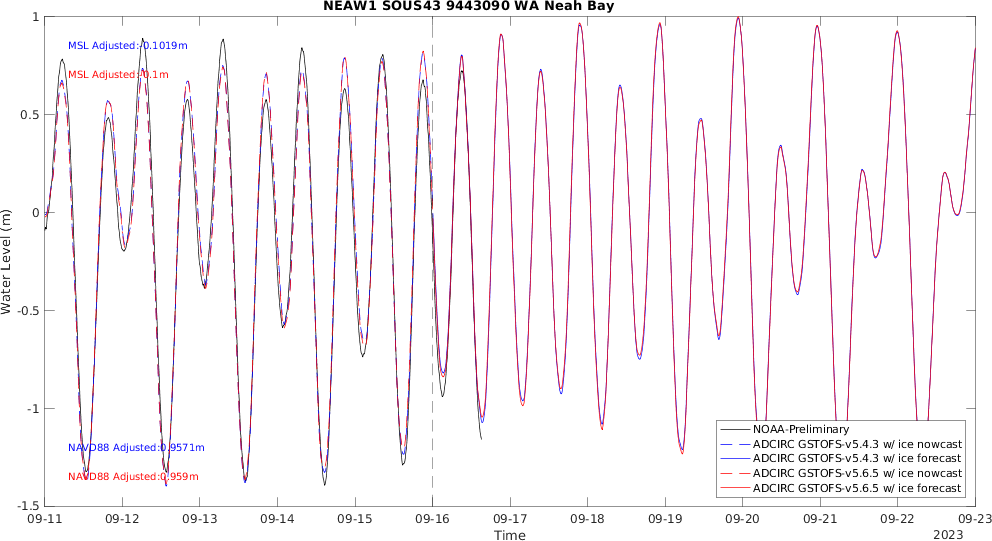 NEAW1 SOUS43 9443090 WA Neah Bay
MSL Adjusted:-0.1019m
MSL Adjusted:-0.1m
NAVD88 Adjusted:0.9571m
NAVD88 Adjusted:0.959m
Water Level (m)
1
0.5
0
-0.5
-1
-1.5
NOAA-Preliminary
ADCIRC GSTOFS-v5.4.3 w/ ice nowcast
ADCIRC GSTOFS-v5.4.3 w/ ice forecast
ADCIRC GSTOFS-v5.6.5 w/ ice nowcast
ADCIRC GSTOFS-v5.6.5 w/ ice forecast
09-11 09-12 09-13 09-14 09-15 09-16 09-17 09-18 09-19 09-20 09-21 09-22 09-23
Time
2023